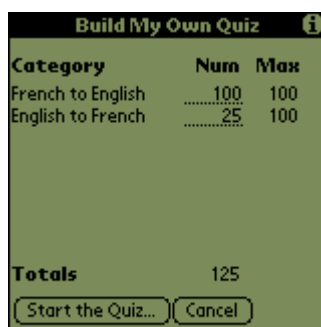 Build My Own Quiz i
Category Num Max
French to English 100 100
English to French 25 100
Totals 125
Start the Quiz... Cancel